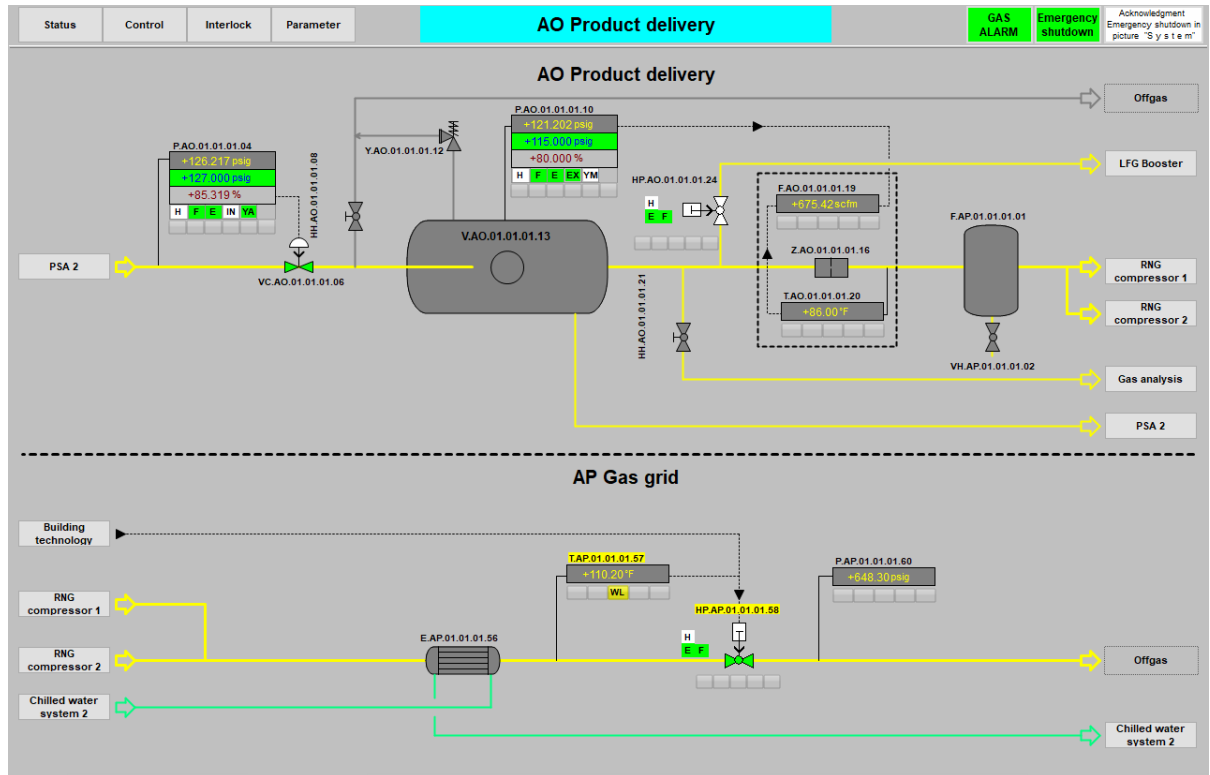 Status
Control
Interlock
Parameter
AO Product delivery
GAS
ALARM
Emergency
shutdown
Acknowledgment
Emergency shutdown in
picture "S y s t e m"
AO Product delivery
Offgas
P.AO.01.01.01.10
+121.202 psig
+115.000 psig
+80.000 %
H F E EX YM
Y.AO.01.01.01.12
P.AO.01.01.01.04
+126.217 psig
+127.000 psig
+85.319 %
H F E IN YA
HH.AO.01.01.01.08
LFG Booster
HP.AO.01.01.01.24
H
E F
F.AO.01.01.01.19
+675.42 scfm
F.AP.01.01.01.01
V.AO.01.01.01.13
Z.AO.01.01.01.16
PSA 2
VC.AO.01.01.01.06
HH.AO.01.01.01.21
T.AO.01.01.01.20
+86.00 °F
RNG
compressor 1
RNG
compressor 2
VH.AP.01.01.01.02
Gas analysis
PSA 2
AP Gas grid
Building
technology
T.AP.01.01.01.57
+110.20 °F
WL
P.AP.01.01.01.60
+648.30 psig
RNG
compressor 1
HP.AP.01.01.01.58
H
E F
E.AP.01.01.01.56
RNG
compressor 2
Offgas
Chilled water
system 2
Chilled water
system 2